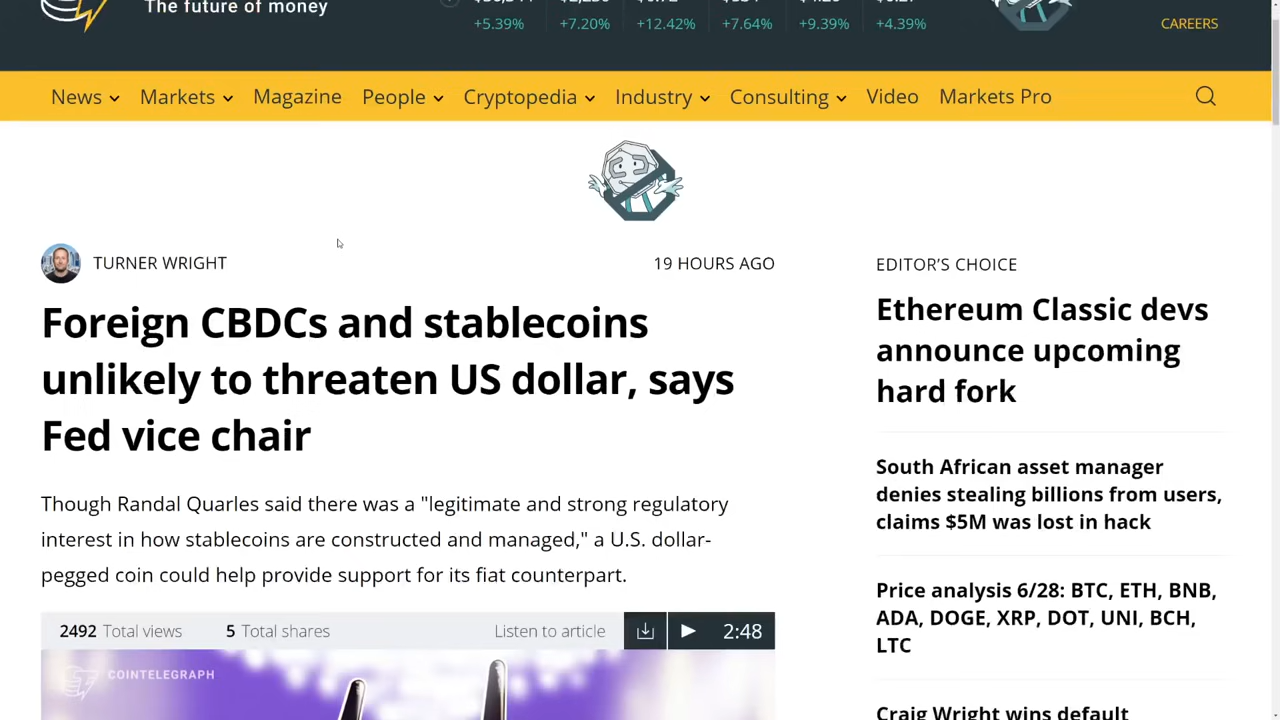 The future of money
+5.39% +7.20% +12.42% +7.64% +9.39% +4.39%
CAREERS
News Markets Magazine People Cryptopedia Industry Consulting Video Markets Pro
TURNER WRIGHT
19 HOURS AGO
Foreign CBDCs and stablecoins
unlikely to threaten US dollar, says
Fed vice chair
Though Randal Quarles said there was a "legitimate and strong regulatory
interest in how stablecoins are constructed and managed," a U.S. dollar-
pegged coin could help provide support for its fiat counterpart.
2492 Total views 5 Total shares Listen to article 2:48
COINTELEGRAPH
EDITOR'S CHOICE
Ethereum Classic devs
announce upcoming
hard fork
South African asset manager
denies stealing billions from users,
claims $5M was lost in hack
Price analysis 6/28: BTC, ETH, BNB,
ADA, DOGE, XRP, DOT, UNI, BCH,
LTC
Craig Wright wins default